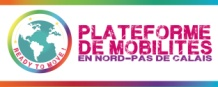 PLATEFORME
DE MOBILITES
EN NORD-PAS DE CALAIS
READY TO MOVE !